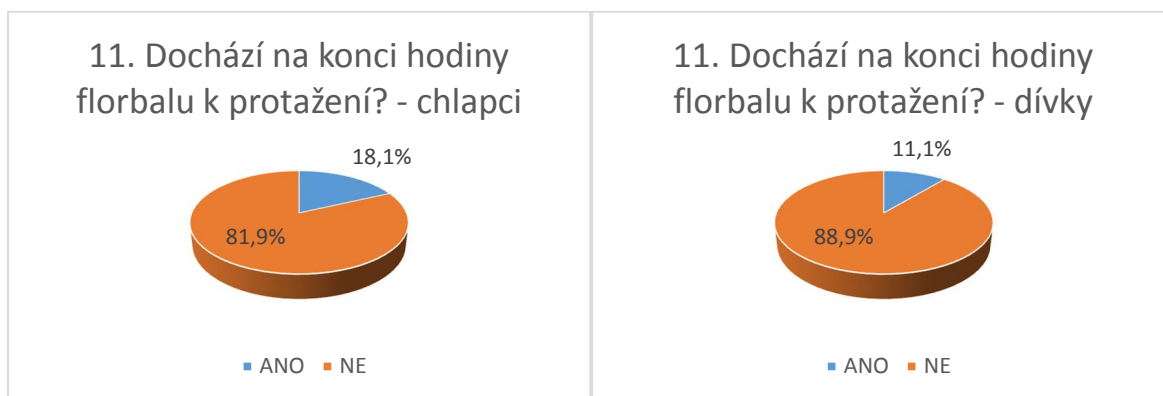 11. Dochází na konci hodiny
florbalu k protažení? - chlapci
18,1%
81,9%
ANO NE
11. Dochází na konci hodiny
florbalu k protažení? - dívky
11,1%
88,9%
ANO NE